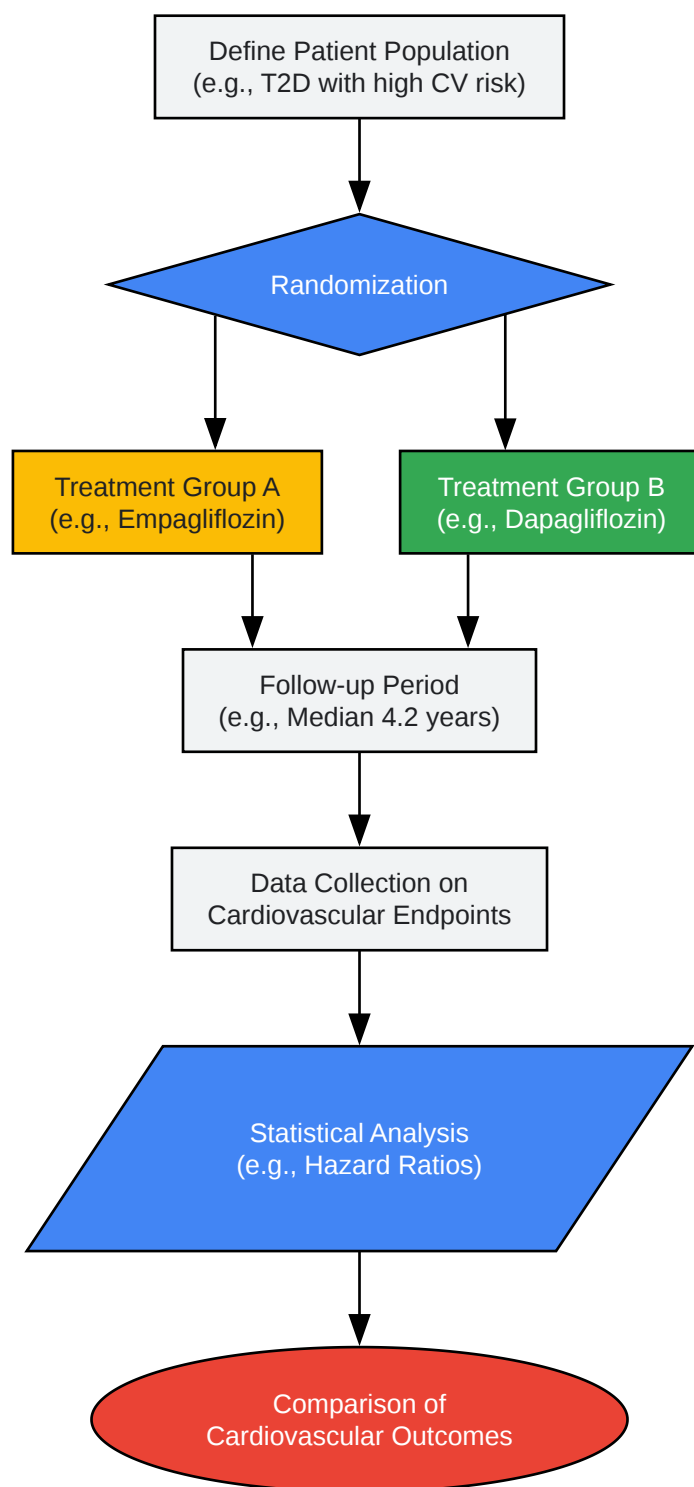 Define Patient Population
(e.g., T2D with high CV risk)
Randomization
Treatment Group A
(e.g., Empagliflozin)
Treatment Group B
(e.g., Dapagliflozin)
Follow-up Period
(e.g., Median 4.2 years)
Data Collection on
Cardiovascular Endpoints
Statistical Analysis
(e.g., Hazard Ratios)
Comparison of
Cardiovascular Outcomes